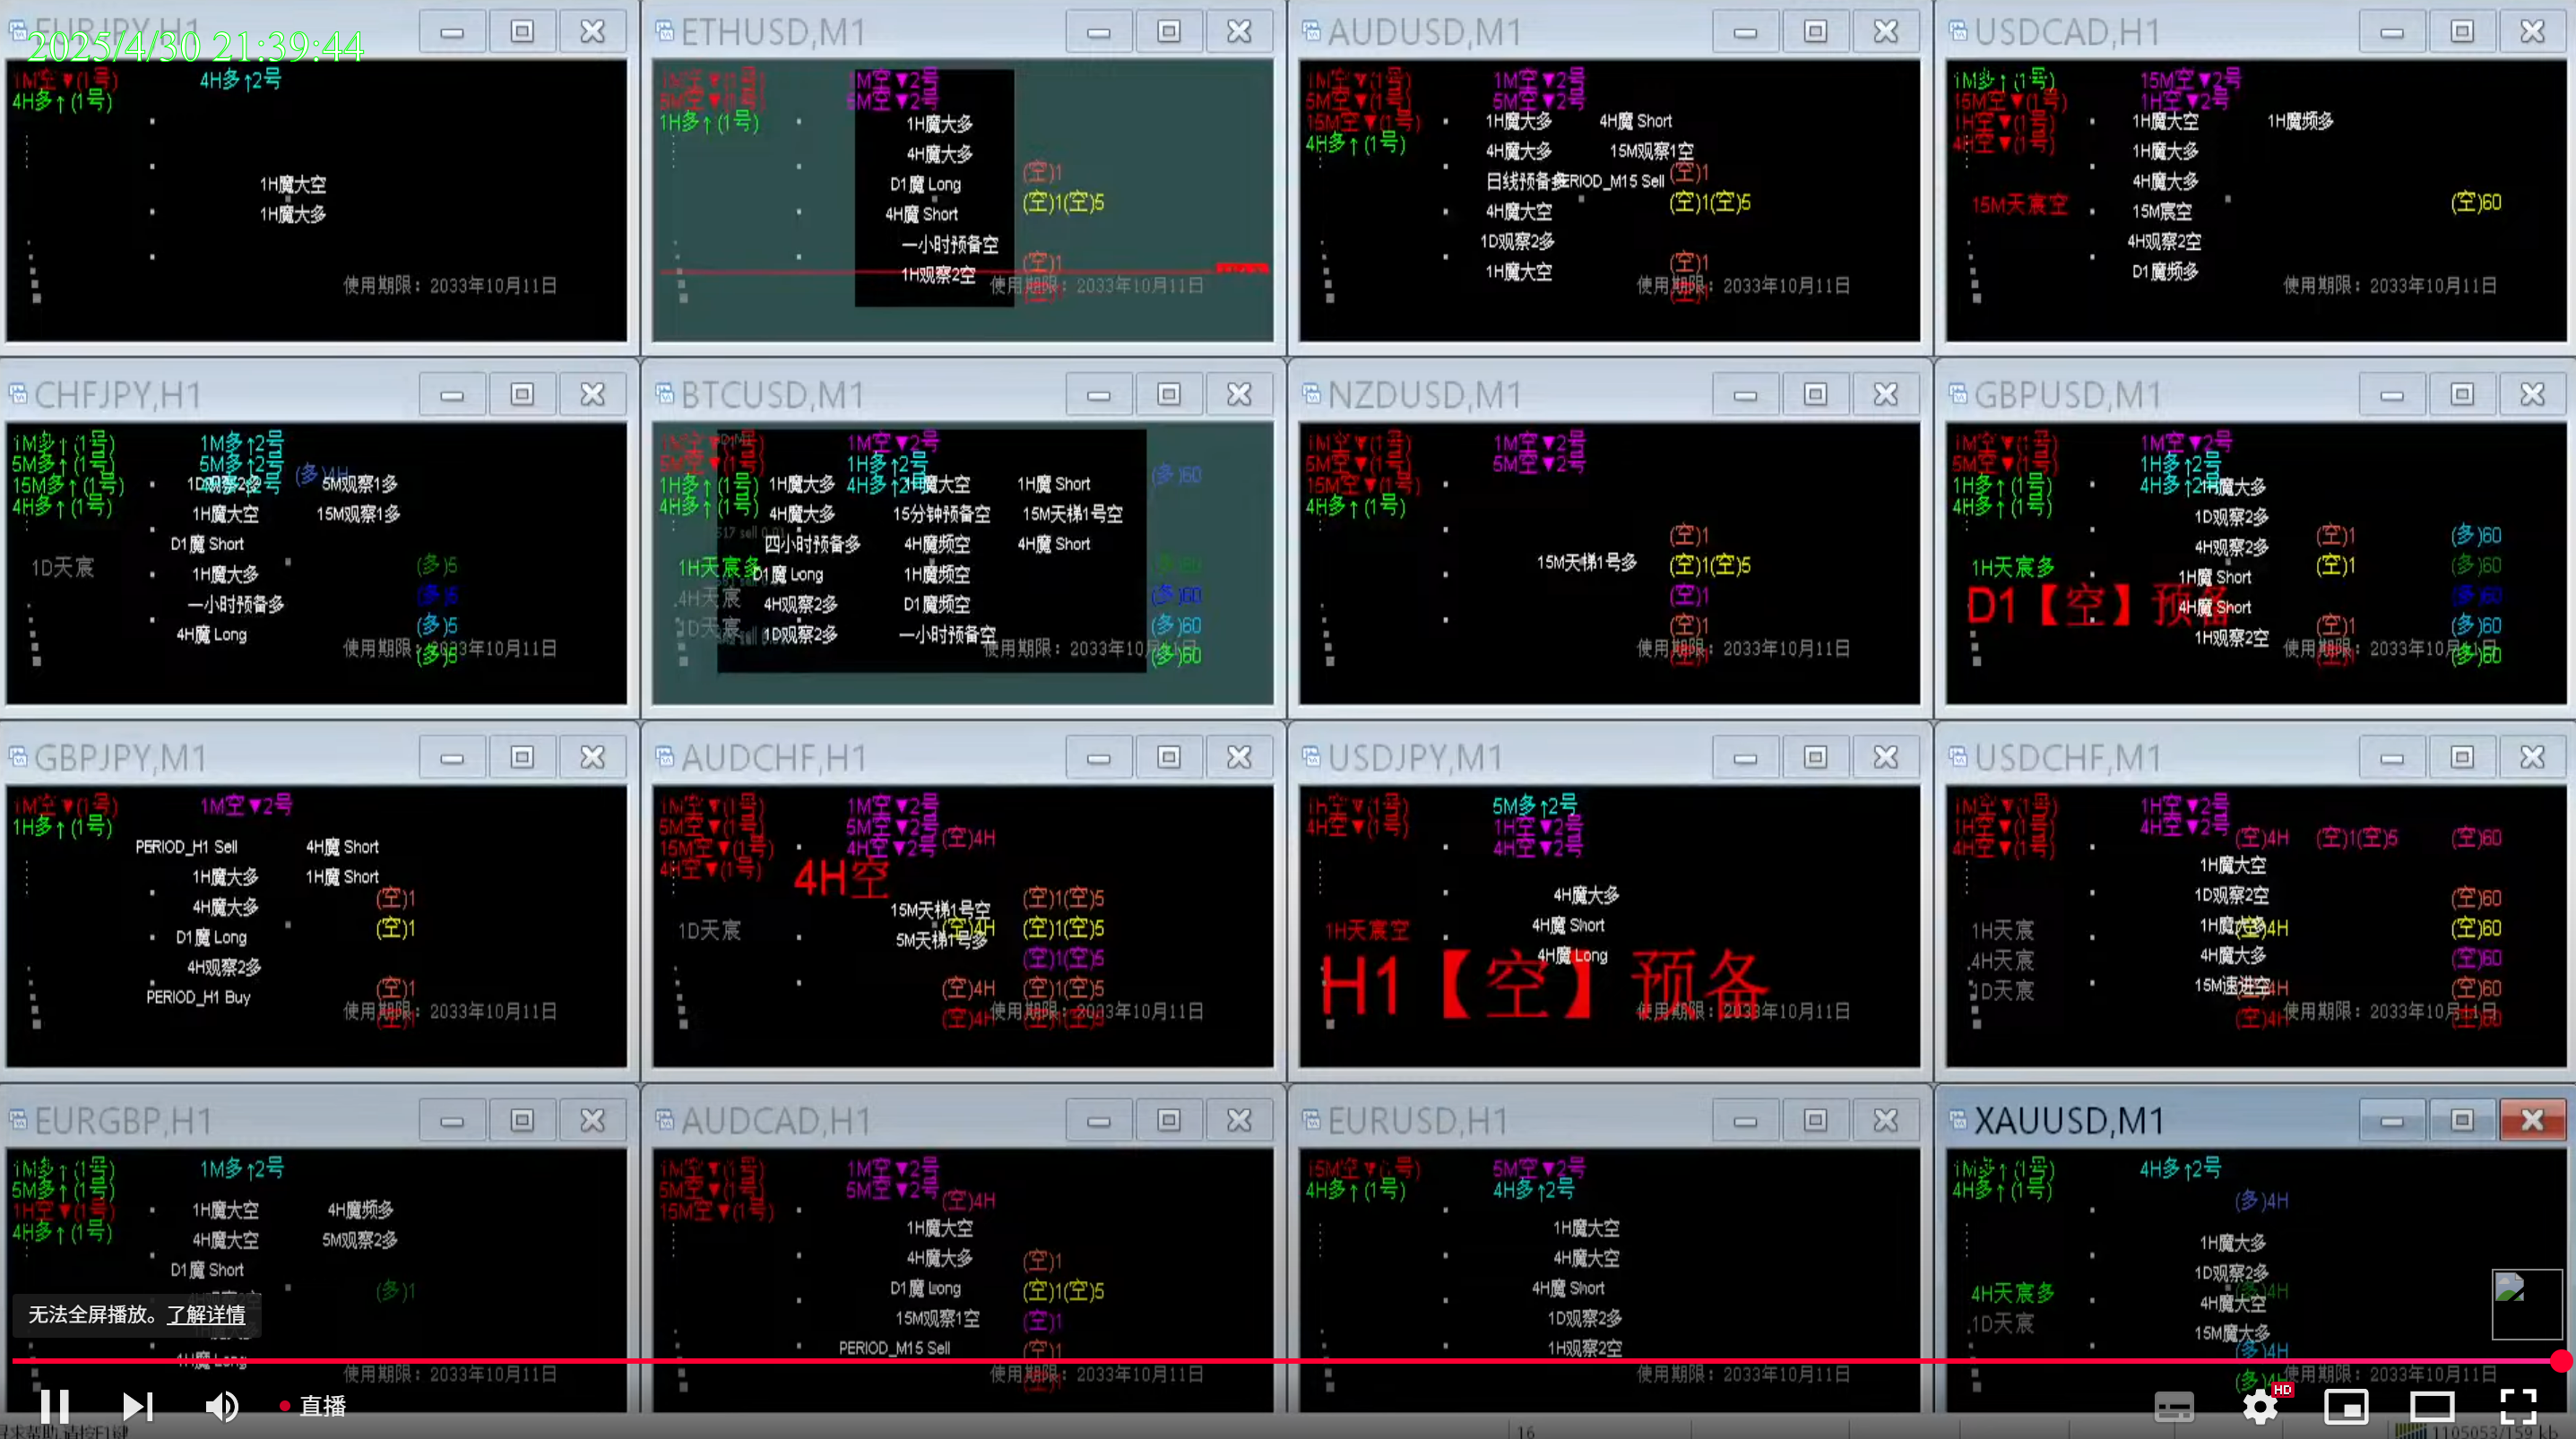 EURJPY,H1
2025/4/30 21:39:44
1M空▼(1号)
4H多↑(1号)
4H多↑2号
1H魔大空
1H魔大多
使用期限：2033年10月11日
ETHUSD,M1
1M空▼(1号)
5M空▼(1号)
1H多↑(1号)
1M空▼2号
5M空▼2号
1H魔大多
4H魔大多
D1魔 Long
4H魔 Short
一小时预备空
1H观察2空
(空)1
(空)1(空)5
(空)1
使用期限：2033年10月11日
AUDUSD,M1
1M空▼(1号)
5M空▼(1号)
15M空▼(1号)
4H多↑(1号)
1M空▼2号
5M空▼2号
1H魔大多
4H魔 Short
4H魔大多
15M观察1空
日线预备
PERIOD_M15 Sell
4H魔大空
1D观察2多
1H魔大空
(空)1
(空)1(空)5
(空)1
(空)1
使用期限：2033年10月11日
USDCAD,H1
1M多↑(1号)
15M空▼(1号)
1H空▼(1号)
4H空▼(1号)
15M空▼2号
1H空▼2号
1H魔大空
1H魔频多
1H魔大多
4H魔大多
15M宸空
4H观察2空
D1魔频多
15M天宸空
(空)60
使用期限：2033年10月11日
CHFJPY,H1
1M多↑(1号)
5M多↑(1号)
15M多↑(1号)
4H多↑(1号)
1M多↑2号
5M多↑2号
4H多↑2号
(多)4H
1D观察2多
5M观察1多
1H魔大空
15M观察1多
D1魔 Short
1H魔大多
一小时预备多
4H魔 Long
1D天宸
(多)5
(多)5
(多)5
(多)5
使用期限：2033年10月11日
BTCUSD,M1
1M空▼(1号)
5M空▼(1号)
1H多↑(1号)
4H多↑(1号)
1M空▼2号
1H多↑2号
4H多↑2号
1H魔大多
1H魔大空
1H魔 Short
4H魔大多
15分钟预备空
15M天梯1号空
四小时预备多
4H魔频空
4H魔 Short
D1魔 Long
1H魔频空
4H观察2多
D1魔频空
1D观察2多
一小时预备空
1H天宸多
4H天宸
1D天宸
(多)60
(多)60
(多)60
(多)60
(多)60
使用期限：2033年10月11日
NZDUSD,M1
1M空▼(1号)
5M空▼(1号)
15M空▼(1号)
4H多↑(1号)
1M空▼2号
5M空▼2号
15M天梯1号多
(空)1
(空)1(空)5
(空)1
(空)1
(空)1
使用期限：2033年10月11日
GBPUSD,M1
1M空▼(1号)
5M空▼(1号)
1H多↑(1号)
4H多↑(1号)
1M空▼2号
1H多↑2号
4H多↑2号
1H魔大多
1D观察2多
4H观察2多
1H魔 Short
4H魔 Short
1H观察2空
1H天宸多
D1【空】预备
(空)1
(空)1
(空)1
(空)1
(多)60
(多)60
(多)60
(多)60
(多)60
使用期限：2033年10月11日
GBPJPY,M1
1M空▼(1号)
1H多↑(1号)
1M空▼2号
PERIOD_H1 Sell
4H魔 Short
1H魔大多
1H魔 Short
4H魔大多
D1魔 Long
4H观察2多
PERIOD_H1 Buy
(空)1
(空)1
(空)1
(空)1
使用期限：2033年10月11日
AUDCHF,H1
1M空▼(1号)
5M空▼(1号)
15M空▼(1号)
4H空▼(1号)
1M空▼2号
5M空▼2号
4H空▼2号
(空)4H
4H空
15M天梯1号空
5M天梯1号多
1D天宸
(空)4H
(空)1(空)5
(空)1(空)5
(空)1(空)5
(空)4H (空)1(空)5
(空)4H (空)1(空)5
使用期限：2033年10月11日
USDJPY,M1
1H空▼(1号)
4H空▼(1号)
5M多↑2号
1H空▼2号
4H空▼2号
4H魔大多
4H魔 Short
4H魔 Long
1H天宸空
H1【空】预备
使用期限：2033年10月11日
USDCHF,M1
1M空▼(1号)
1H空▼(1号)
4H空▼(1号)
1H空▼2号
4H空▼2号
(空)4H (空)1(空)5 (空)60
1H魔大空
1D观察2空
1H魔大多
4H魔大多
15M速进空
1H天宸
4H天宸
1D天宸
(空)60
(空)4H (空)60
(空)60
(空)4H (空)60
(空)4H (空)60
使用期限：2033年10月11日
EURGBP,H1
1M多↑(1号)
5M多↑(1号)
1H空▼(1号)
4H多↑(1号)
1M多↑2号
1H魔大空
4H魔频多
4H魔大空
5M观察2多
D1魔 Short
4H魔 Long
(多)1
使用期限：2033年10月11日
AUDCAD,H1
1M空▼(1号)
5M空▼(1号)
15M空▼(1号)
1M空▼2号
5M空▼2号
(空)4H
1H魔大空
4H魔大多
D1魔 Long
15M观察1空
PERIOD_M15 Sell
(空)1
(空)1(空)5
(空)1
(空)1
(空)1
使用期限：2033年10月11日
EURUSD,H1
15M空▼(1号)
4H多↑(1号)
5M空▼2号
4H多↑2号
1H魔大空
4H魔大空
4H魔 Short
1D观察2多
1H观察2空
使用期限：2033年10月11日
XAUUSD,M1
1M多↑(1号)
4H多↑(1号)
4H多↑2号
(多)4H
1H魔大多
1D观察2多
4H魔大空
15M魔大多
4H天宸多
1D天宸
(多)4H
(多)4H
(多)4H
使用期限：2033年10月11日
无法全屏播放。了解详情
直播
HD
16
1105053/159 kb